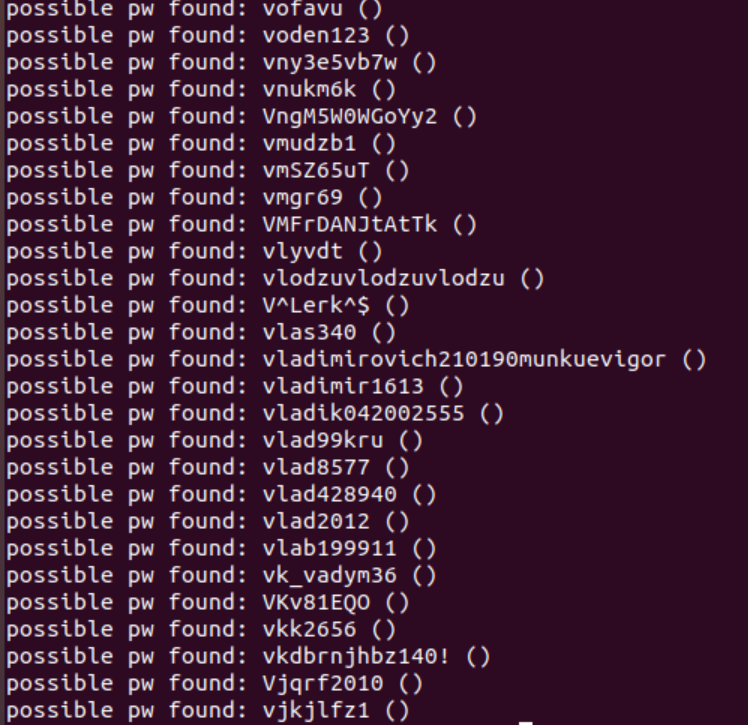 possible pw found: vofavu ()
possible pw found: voden123 ()
possible pw found: vny3e5vb7w ()
possible pw found: vnukm6k ()
possible pw found: VngM5W0WGoYy2 ()
possible pw found: vmudzb1 ()
possible pw found: vmSZ65uT ()
possible pw found: vmgr69 ()
possible pw found: VMFrDANJtAtTk ()
possible pw found: vlyvdt ()
possible pw found: vlodzuvlodzuvlodzu ()
possible pw found: V^Lerk^$ ()
possible pw found: vlas340 ()
possible pw found: vladimirovich210190munkuevigor ()
possible pw found: vladimir1613 ()
possible pw found: vladik042002555 ()
possible pw found: vlad99kru ()
possible pw found: vlad8577 ()
possible pw found: vlad428940 ()
possible pw found: vlad2012 ()
possible pw found: vlab199911 ()
possible pw found: vk_vadym36 ()
possible pw found: VKv81EQO ()
possible pw found: vkk2656 ()
possible pw found: vkdbrnjhbz140! ()
possible pw found: Vjqrf2010 ()
possible pw found: vjkjlfz1 ()